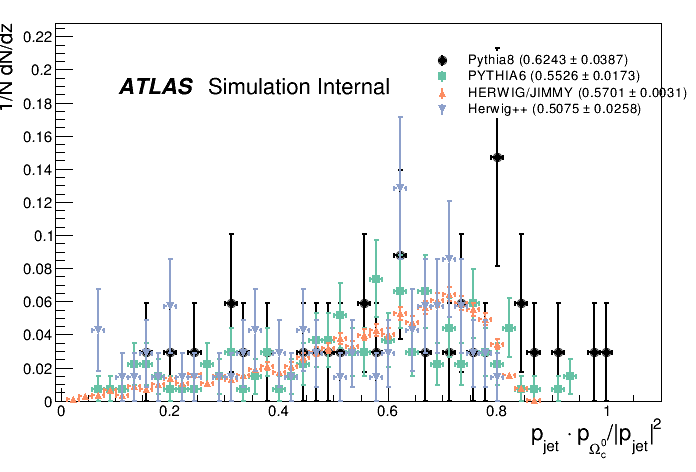 1/N dN/dz
0.22
0.2
0.18
0.16
0.14
0.12
0.1
0.08
0.06
0.04
0.02
0
ATLAS Simulation Internal
Pythia8 (0.6243 ± 0.0387)
PYTHIA6 (0.5526 ± 0.0173)
HERWIG/JIMMY (0.5701 ± 0.0031)
Herwig++ (0.5075 ± 0.0258)
0 0.2 0.4 0.6 0.8 1
p_jet · p_Ω_c^0/|p_jet|^2